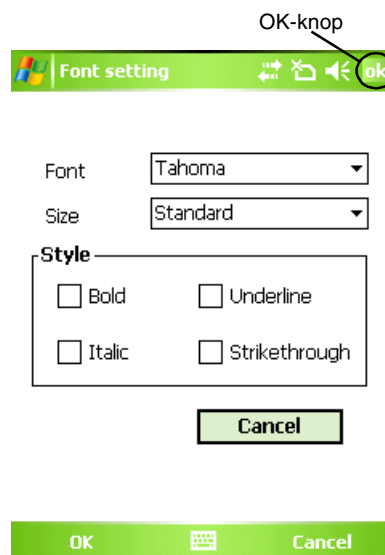 OK-knop
Font setting ok
Font Tahoma
Size Standard
Style
Bold Underline
Italic Strikethrough
Cancel
OK Cancel